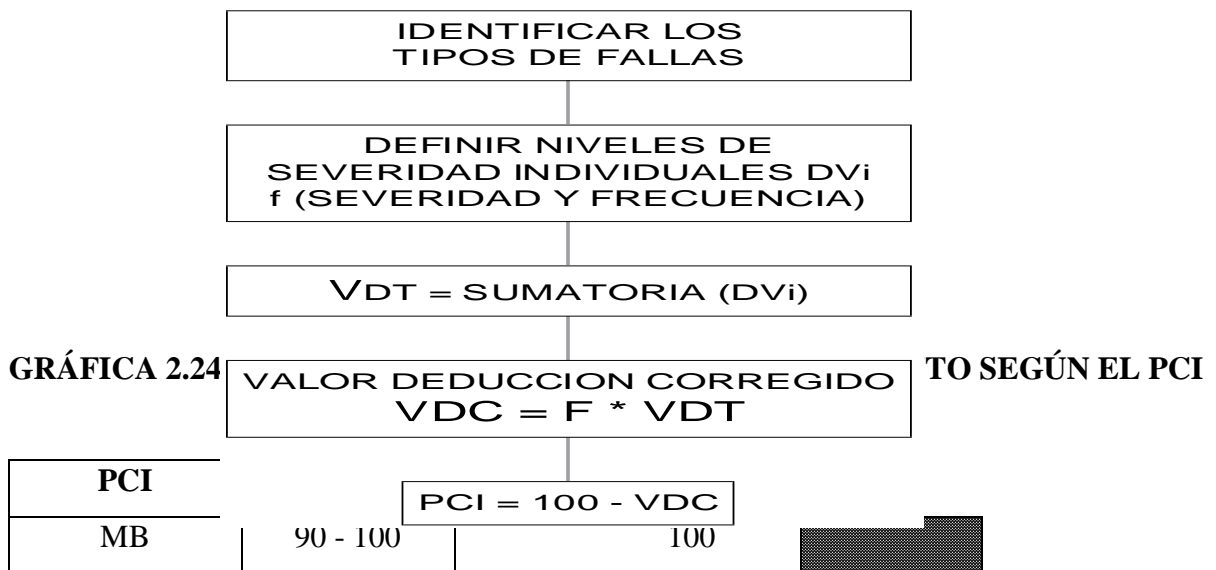 IDENTIFICAR LOS
TIPOS DE FALLAS
DEFINIR NIVELES DE
SEVERIDAD INDIVIDUALES DVi
f (SEVERIDAD Y FRECUENCIA)
VDT = SUMATORIA (DVi)
GRÁFICA 2.24
TO SEGÚN EL PCI
VALOR DEDUCCION CORREGIDO
VDC = F * VDT
PCI
PCI = 100 - VDC
MB 90 - 100 100